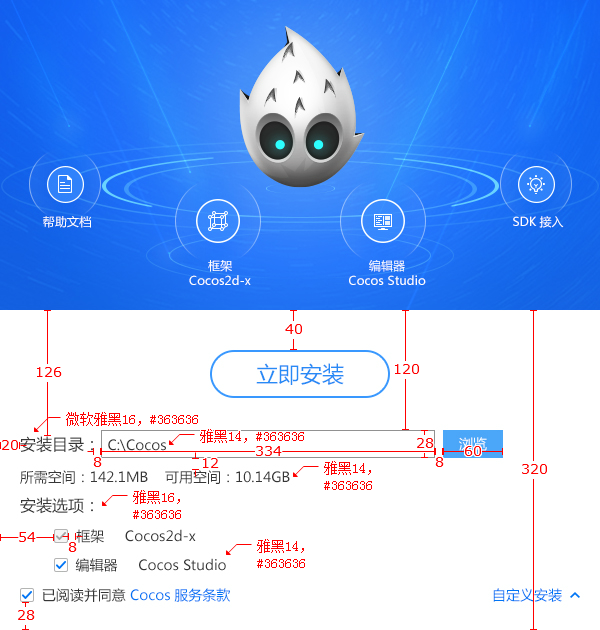 帮助文档
SDK 接入
框架
Cocos2d-x
编辑器
Cocos Studio
40
立即安装
126
120
微软雅黑16，#363636
20
安装目录：
C:\Cocos
雅黑14，#363636
28
浏览
8
334
8
60
12
320
所需空间：142.1MB 可用空间：10.14GB
雅黑14，
#363636
安装选项：
雅黑16，
#363636
54
框架 Cocos2d-x
8
编辑器 Cocos Studio
雅黑14，
#363636
已阅读并同意 Cocos 服务条款
自定义安装
28